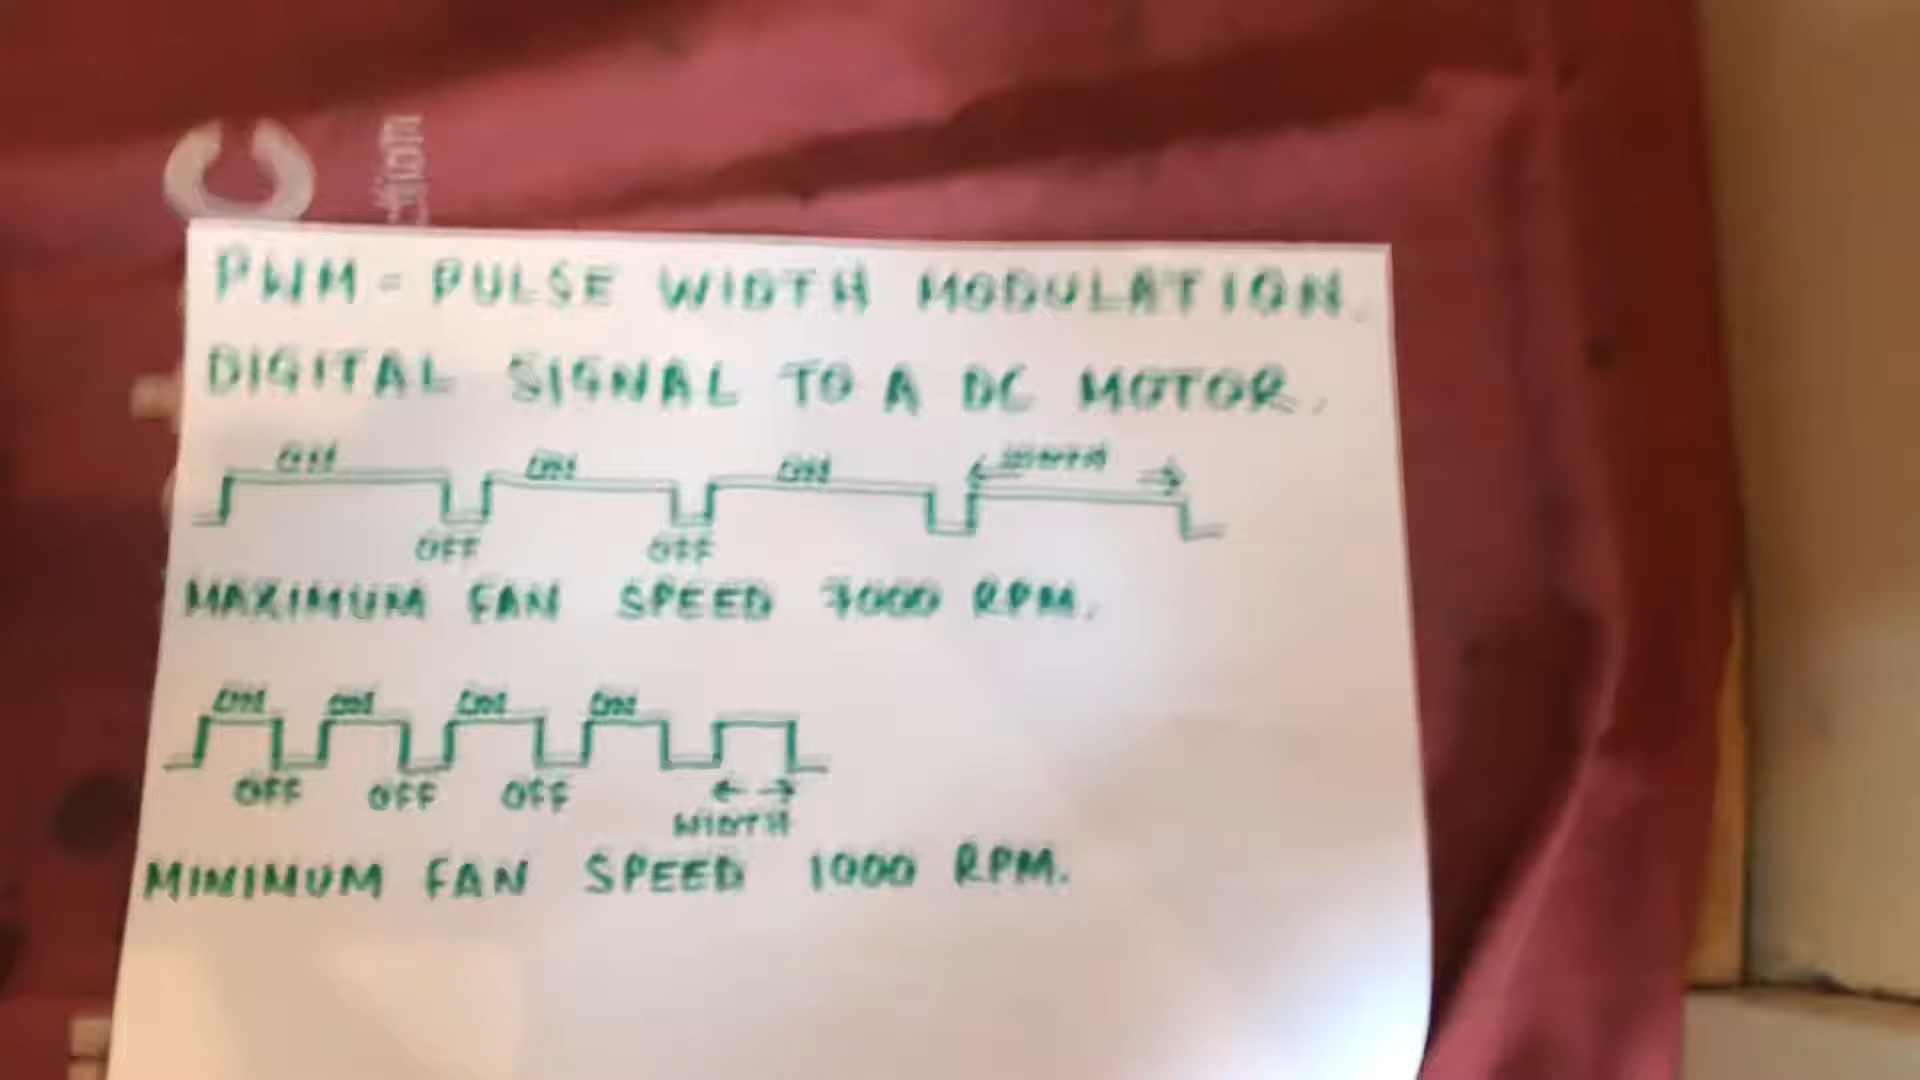 C
PWM = PULSE WIDTH MODULATION.
DIGITAL SIGNAL TO A DC MOTOR.
ON ON ON WIDTH
OFF OFF
MAXIMUM FAN SPEED 7000 RPM.
ON ON ON ON
OFF OFF OFF
WIDTH
MINIMUM FAN SPEED 1000 RPM.